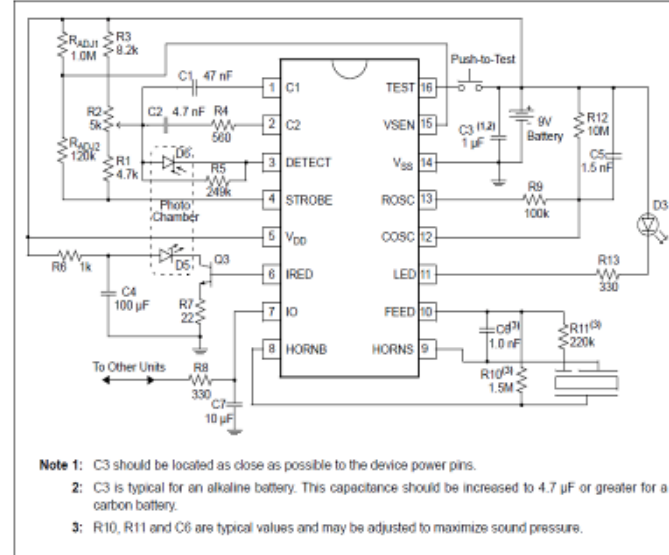 RADJ1
1.0M
R3
8.2k
Push-to-Test
C1 47 nF
1 C1
TEST 16
R2
5k
C2 4.7 nF R4
560
2 C2
VSEN 15
C3 (1,2)
1 µF
9V
Battery
R12
10M
C5
1.5 nF
RADJ2
120k
R1
4.7k
D6
R5
249k
3 DETECT
VSS 14
Photo
Chamber
4 STROBE
ROSC 13
R9
100k
D3
5 VDD
COSC 12
R6 1k
D5
Q3
6 IRED
LED 11
R13
330
C4
100 µF
R7
22
7 IO
FEED 10
C6(3)
1.0 nF
R11(3)
220k
8 HORNB
HORNS 9
R10(3)
1.5M
To Other Units
R8
330
C7
10 µF
Note 1: C3 should be located as close as possible to the device power pins.
2: C3 is typical for an alkaline battery. This capacitance should be increased to 4.7 µF or greater for a
carbon battery.
3: R10, R11 and C6 are typical values and may be adjusted to maximize sound pressure.